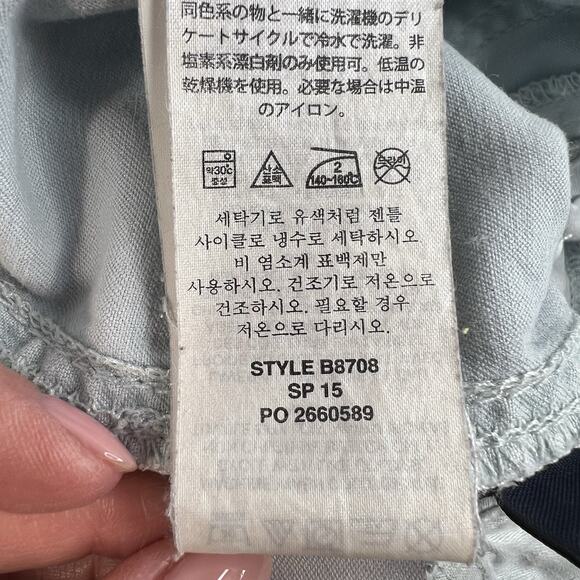 同色系の物と一緒に洗濯機のデリ
ケートサイクルで冷水で洗濯。非
塩素系漂白剤のみ使用可。低温の
乾燥機を使用。必要な場合は中温
のアイロン。
약30℃
중성
산소
표백
2
140~160℃
드라이
세탁기로 유색처럼 젠틀
사이클로 냉수로 세탁하시오
비 염소계 표백제만
사용하시오. 건조기로 저온으로
건조하시오. 필요할 경우
저온으로 다리시오.
STYLE B8708
SP 15
PO 2660589